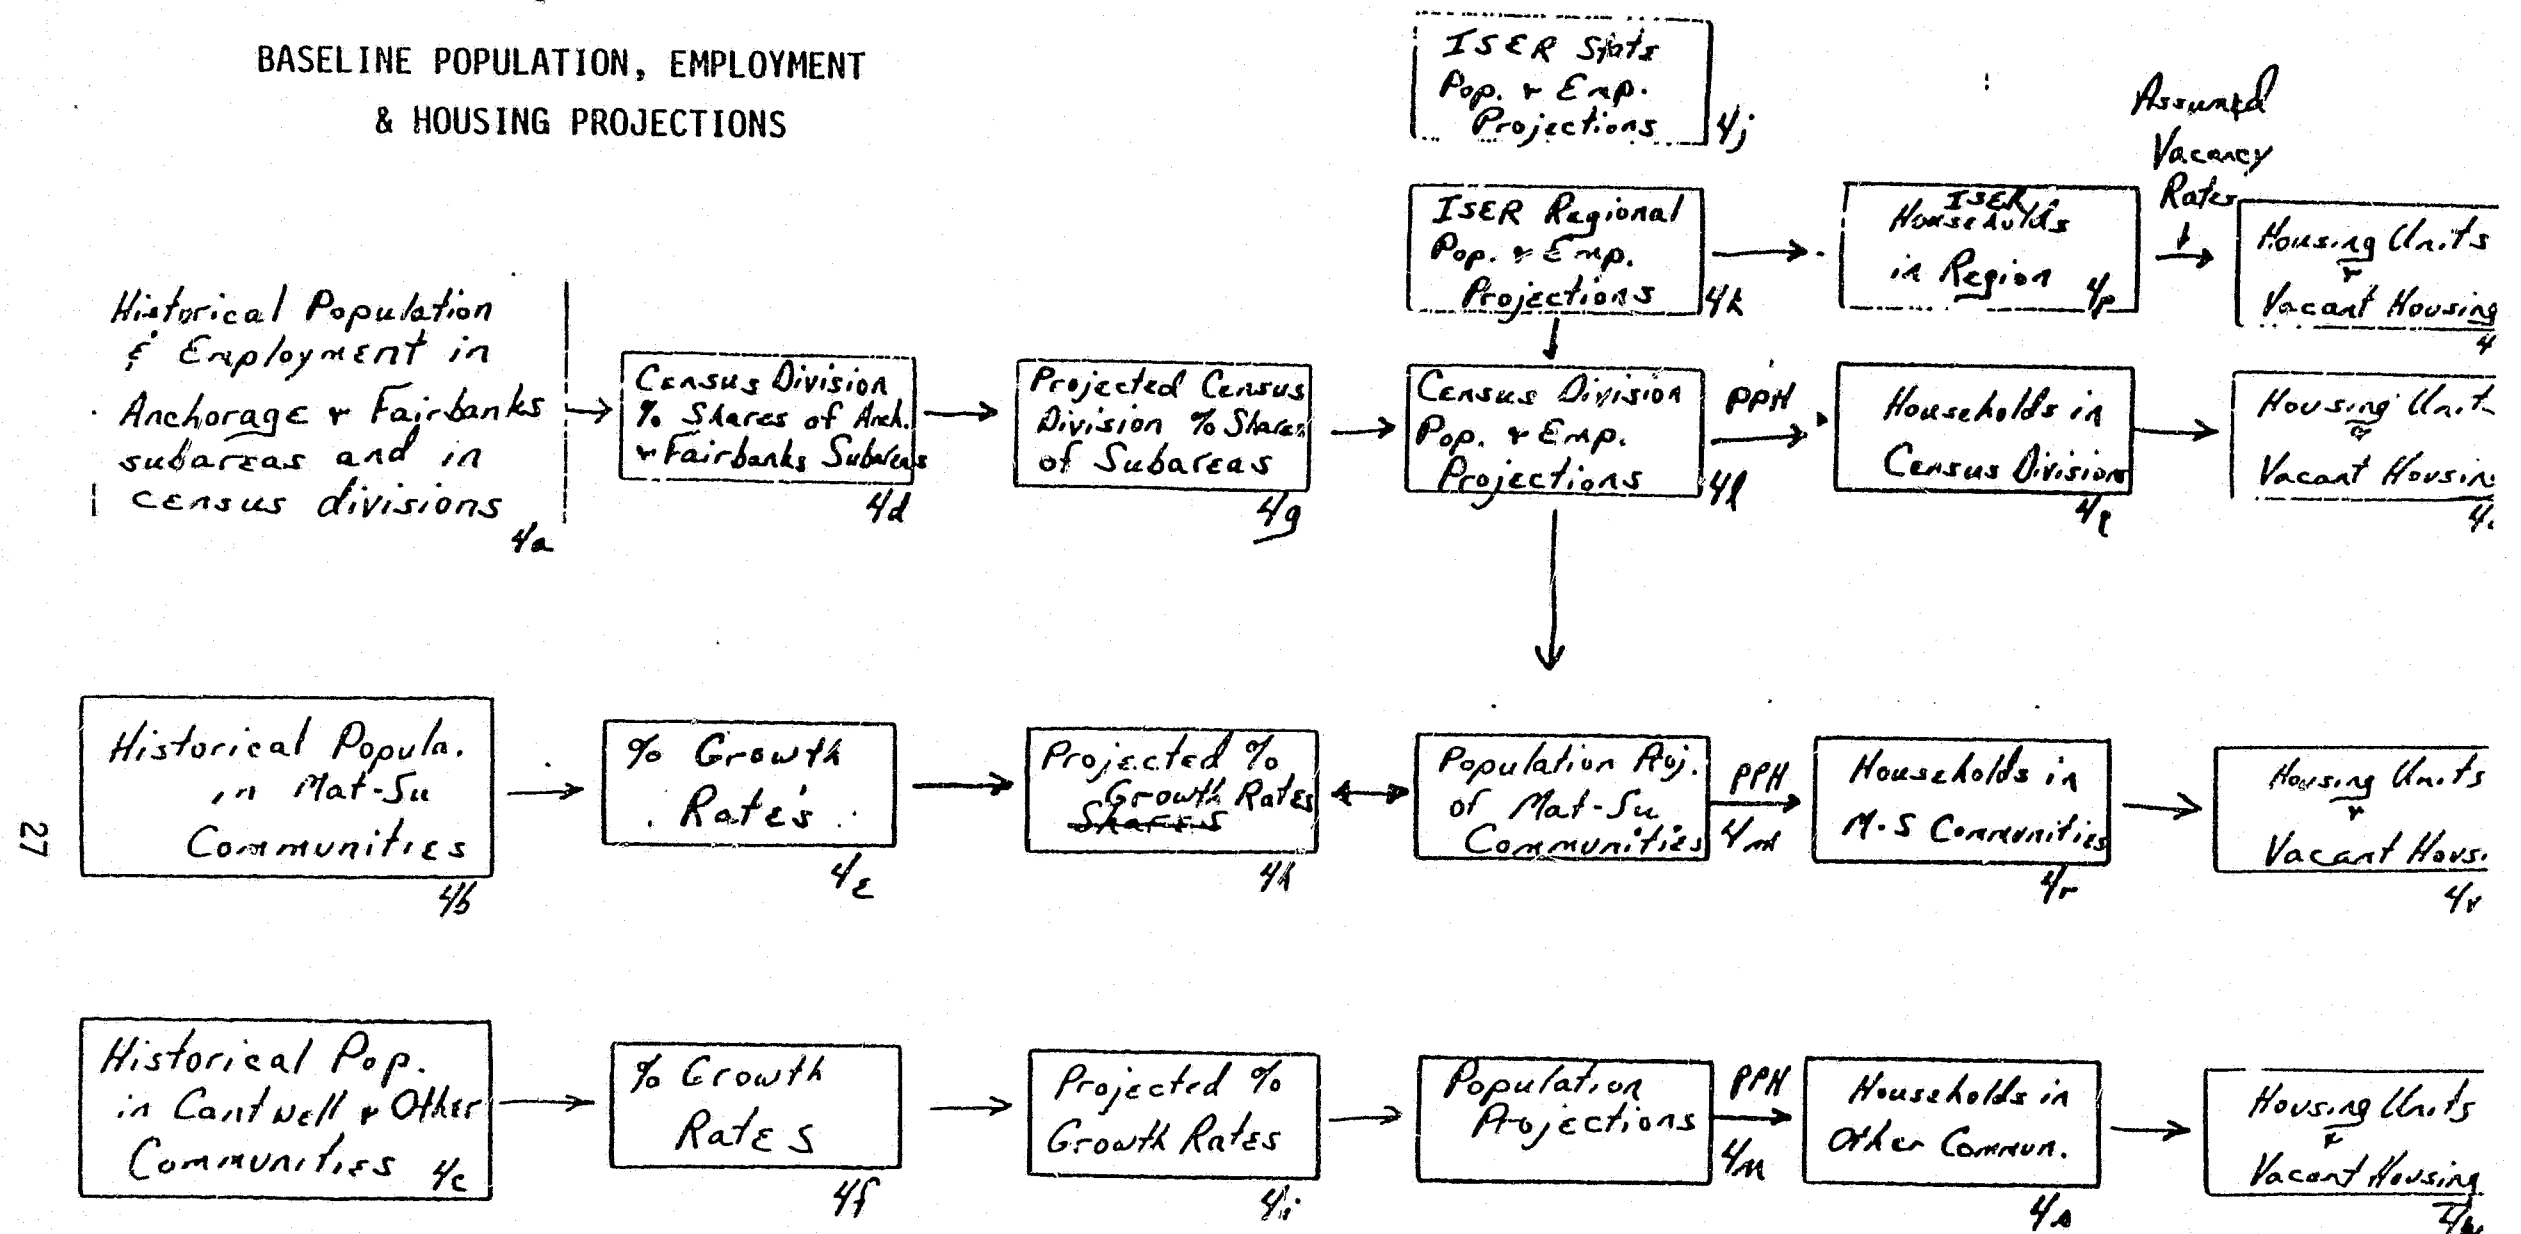 BASELINE POPULATION, EMPLOYMENT
& HOUSING PROJECTIONS
ISER State
Pop. & Emp.
Projections
4j
Assumed
Vacancy
Rates
ISER Regional
Pop. & Emp.
Projections
4k
ISER
Households
in Region
4p
Housing Units
&
Vacant Housing
4
Historical Population
& Employment in
Anchorage & Fairbanks
subareas and in
census divisions
4a
Census Division
% Shares of Anch.
& Fairbanks Subareas
4d
Projected Census
Division % Shares
of Subareas
4g
Census Division
Pop. & Emp.
Projections
4l
PPH
Households in
Census Divisions
4q
Housing Unit
&
Vacant Housin
4
Historical Popula.
in Mat-Su
Communities
4b
% Growth
Rates
4e
Projected %
Growth Rates
Shares
4h
Population Proj.
of Mat-Su
Communities
PPH
4m
Households in
M-S Communities
4r
Housing Units
&
Vacant Hous
4v
27
Historical Pop.
in Cantwell & Other
Communities
4c
% Growth
Rates
4f
Projected %
Growth Rates
4i
Population
Projections
PPH
4n
Households in
Other Commun.
4s
Housing Units
&
Vacant Housing
4w